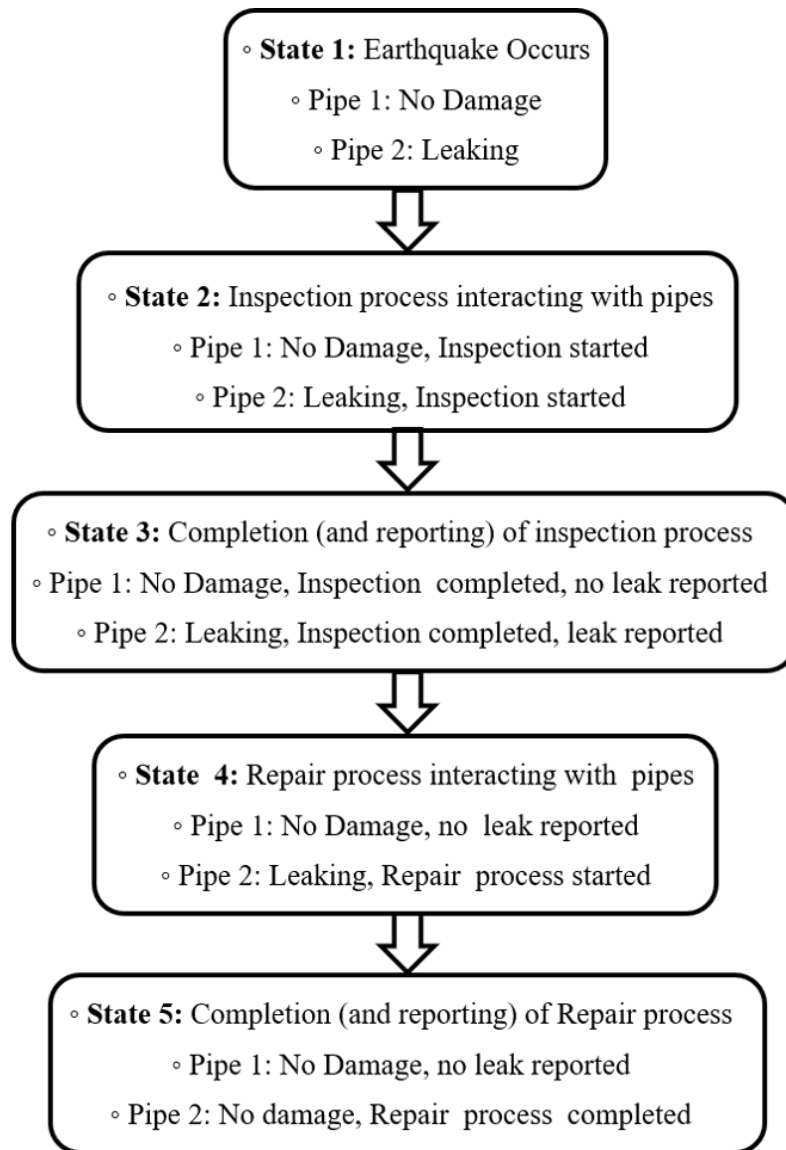 ◦ State 1: Earthquake Occurs
◦ Pipe 1: No Damage
◦ Pipe 2: Leaking
◦ State 2: Inspection process interacting with pipes
◦ Pipe 1: No Damage, Inspection started
◦ Pipe 2: Leaking, Inspection started
◦ State 3: Completion (and reporting) of inspection process
◦ Pipe 1: No Damage, Inspection completed, no leak reported
◦ Pipe 2: Leaking, Inspection completed, leak reported
◦ State 4: Repair process interacting with pipes
◦ Pipe 1: No Damage, no leak reported
◦ Pipe 2: Leaking, Repair process started
◦ State 5: Completion (and reporting) of Repair process
◦ Pipe 1: No Damage, no leak reported
◦ Pipe 2: No damage, Repair process completed